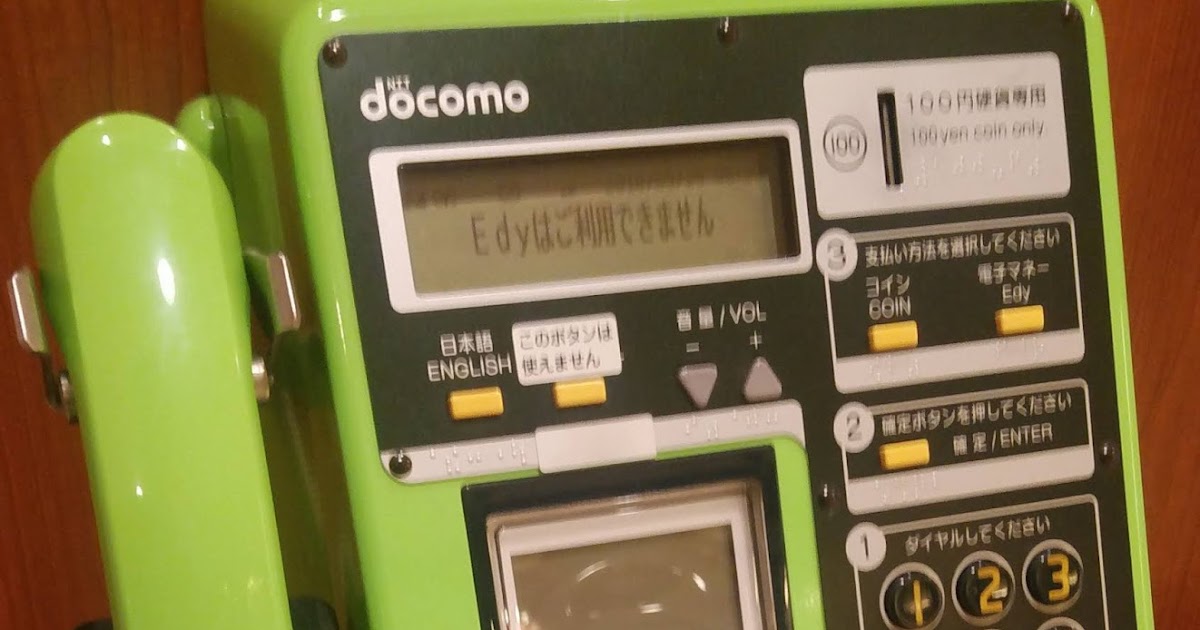 NTT
docomo
Edyはご利用できません
100
100円硬貨専用
100yen coin only
日本語
ENGLISH
このボタンは
使えません
音量/VOL
－
＋
3
支払い方法を選択してください
コイン
COIN
電子マネー
Edy
2
確定ボタンを押してください
確定/ENTER
1
ダイヤルしてください
1 2 3